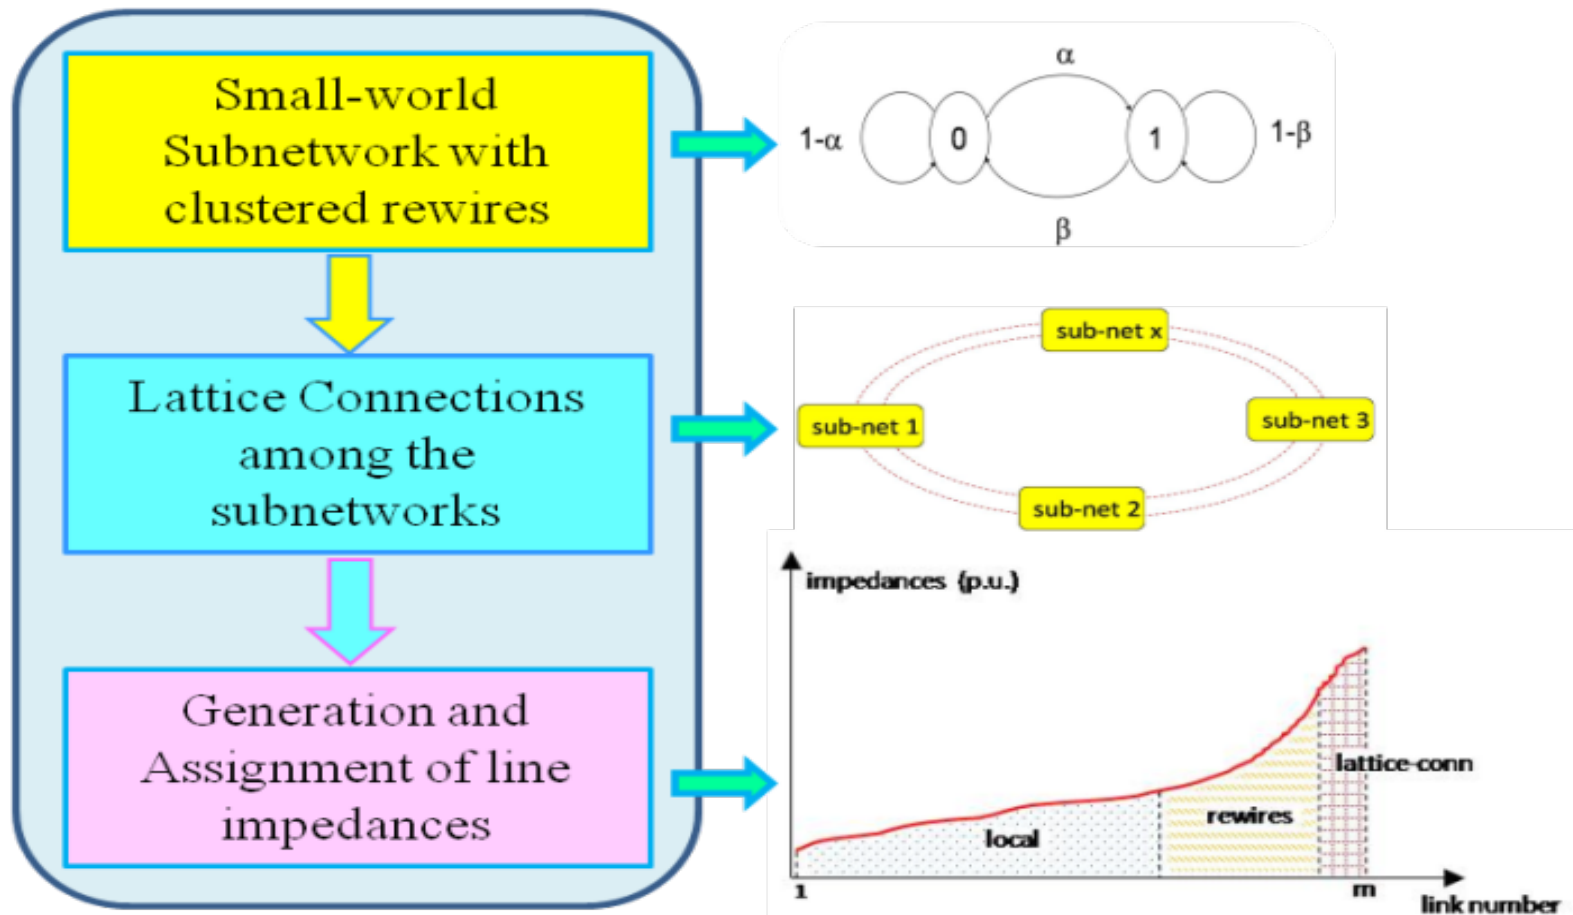 Small-world
Subnetwork with
clustered rewires
α
1-α
0
1
1-β
β
Lattice Connections
among the
subnetworks
sub-net x
sub-net 1
sub-net 3
sub-net 2
Generation and
Assignment of line
impedances
impedances (p.u.)
lattice-conn
rewires
local
1
m
link number